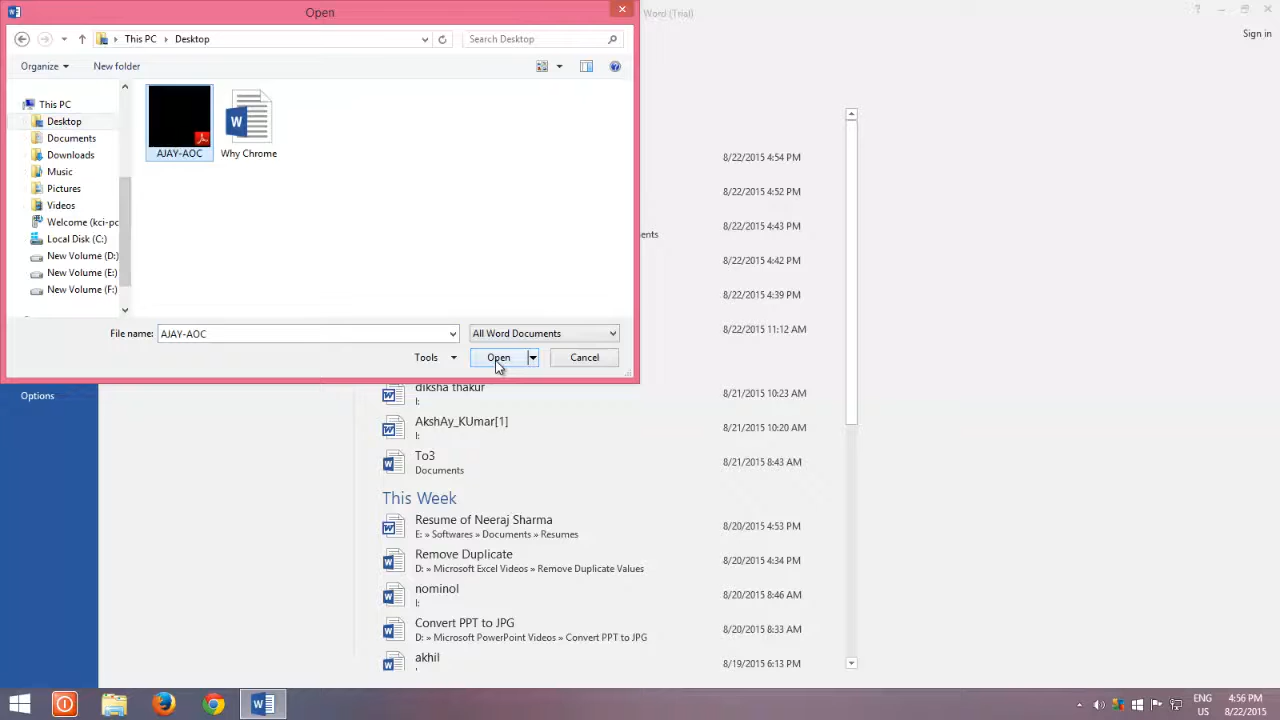 Open
Word (Trial)
Sign in
This PC
Desktop
Search Desktop
Organize
New folder
This PC
Desktop
Documents
Downloads
Music
Pictures
Videos
Welcome (kci-pc
Local Disk (C:)
New Volume (D:)
New Volume (E:)
New Volume (F:)
AJAY-AOC
Why Chrome
File name:
AJAY-AOC
All Word Documents
Tools
Open
Cancel
8/22/2015 4:54 PM
8/22/2015 4:52 PM
8/22/2015 4:43 PM
ents
8/22/2015 4:42 PM
8/22/2015 4:39 PM
8/22/2015 11:12 AM
Options
diksha thakur
I:
8/21/2015 10:23 AM
AkshAy_KUmar[1]
I:
8/21/2015 10:20 AM
To3
Documents
8/21/2015 8:43 AM
This Week
Resume of Neeraj Sharma
E: » Softwares » Documents » Resumes
8/20/2015 4:53 PM
Remove Duplicate
D: » Microsoft Excel Videos » Remove Duplicate Values
8/20/2015 4:34 PM
nominol
I:
8/20/2015 8:46 AM
Convert PPT to JPG
D: » Microsoft PowerPoint Videos » Convert PPT to JPG
8/20/2015 8:33 AM
akhil
8/19/2015 6:13 PM
ENG
US
4:56 PM
8/22/2015